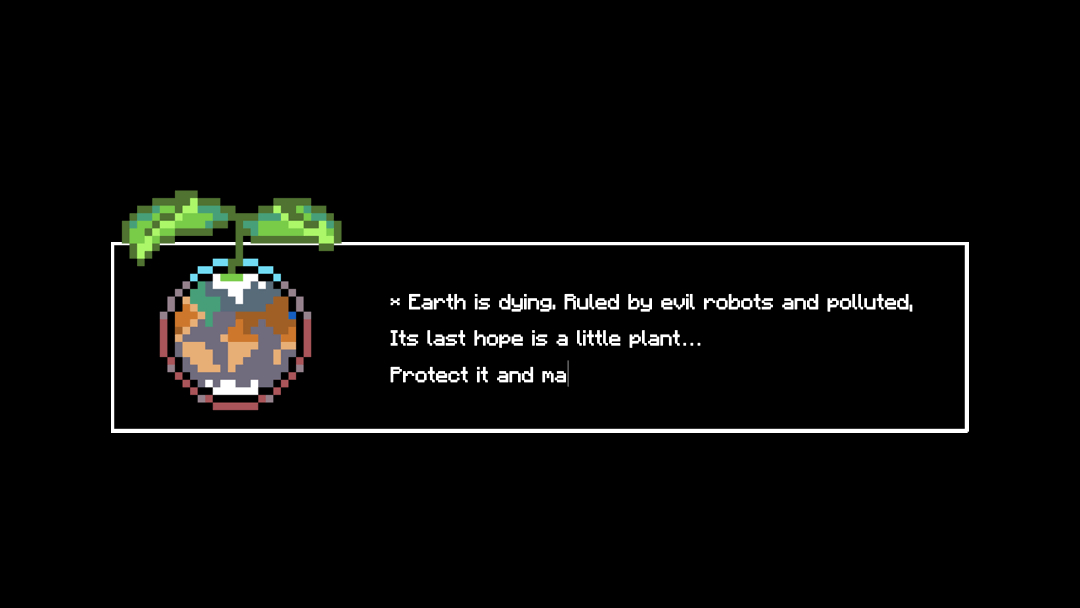 * Earth is dying. Ruled by evil robots and polluted,
Its last hope is a little plant...
Protect it and ma